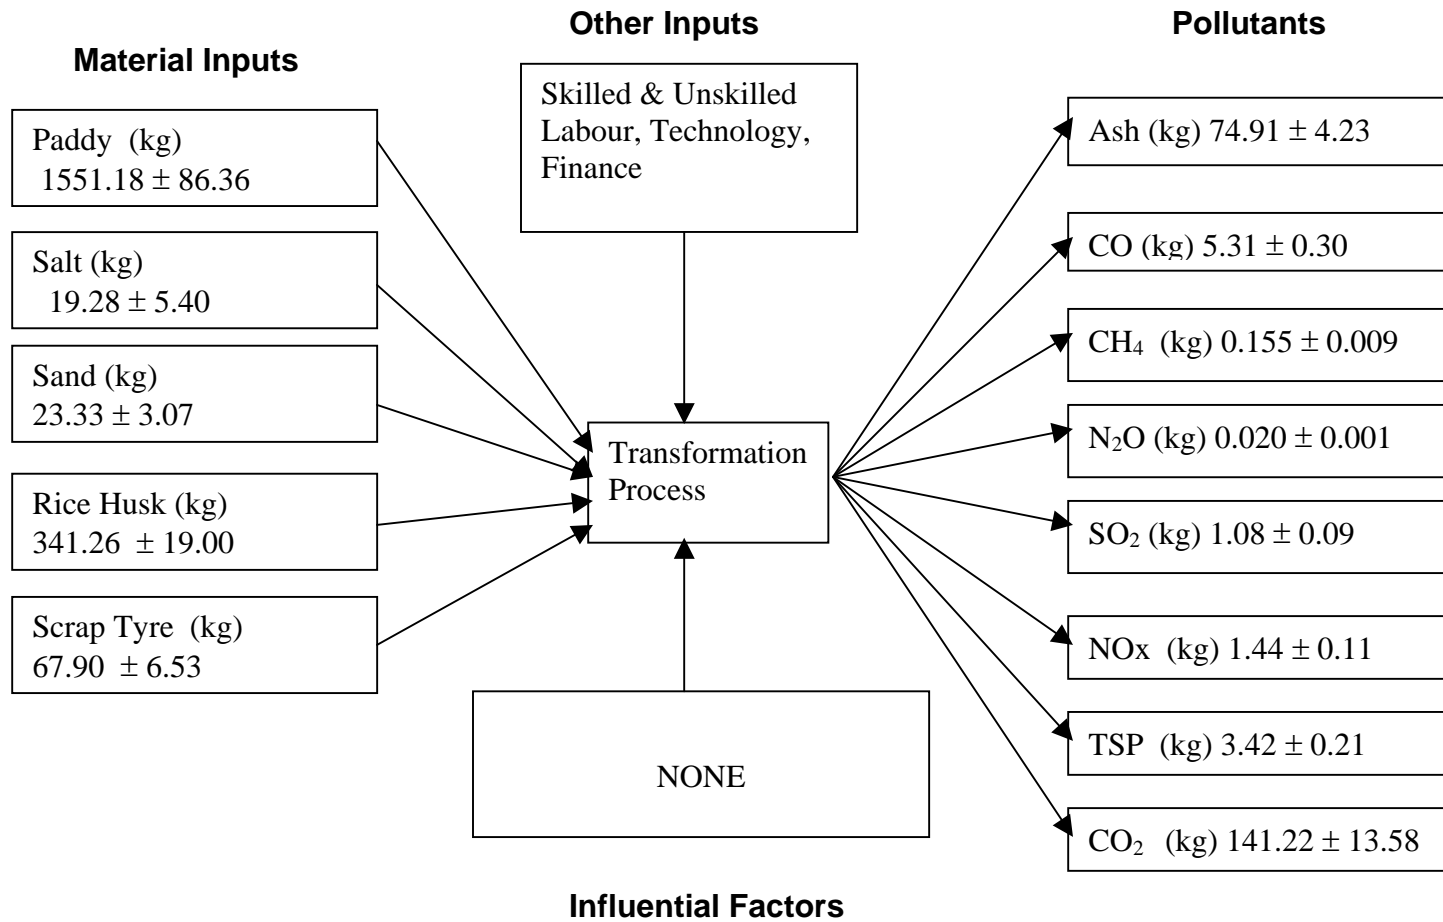 Material Inputs
Paddy (kg)
1551.18 ± 86.36
Salt (kg)
19.28 ± 5.40
Sand (kg)
23.33 ± 3.07
Rice Husk (kg)
341.26 ± 19.00
Scrap Tyre (kg)
67.90 ± 6.53
Other Inputs
Skilled & Unskilled
Labour, Technology,
Finance
Transformation
Process
NONE
Influential Factors
Pollutants
Ash (kg) 74.91 ± 4.23
CO (kg) 5.31 ± 0.30
CH₄ (kg) 0.155 ± 0.009
N₂O (kg) 0.020 ± 0.001
SO₂ (kg) 1.08 ± 0.09
NOx (kg) 1.44 ± 0.11
TSP (kg) 3.42 ± 0.21
CO₂ (kg) 141.22 ± 13.58